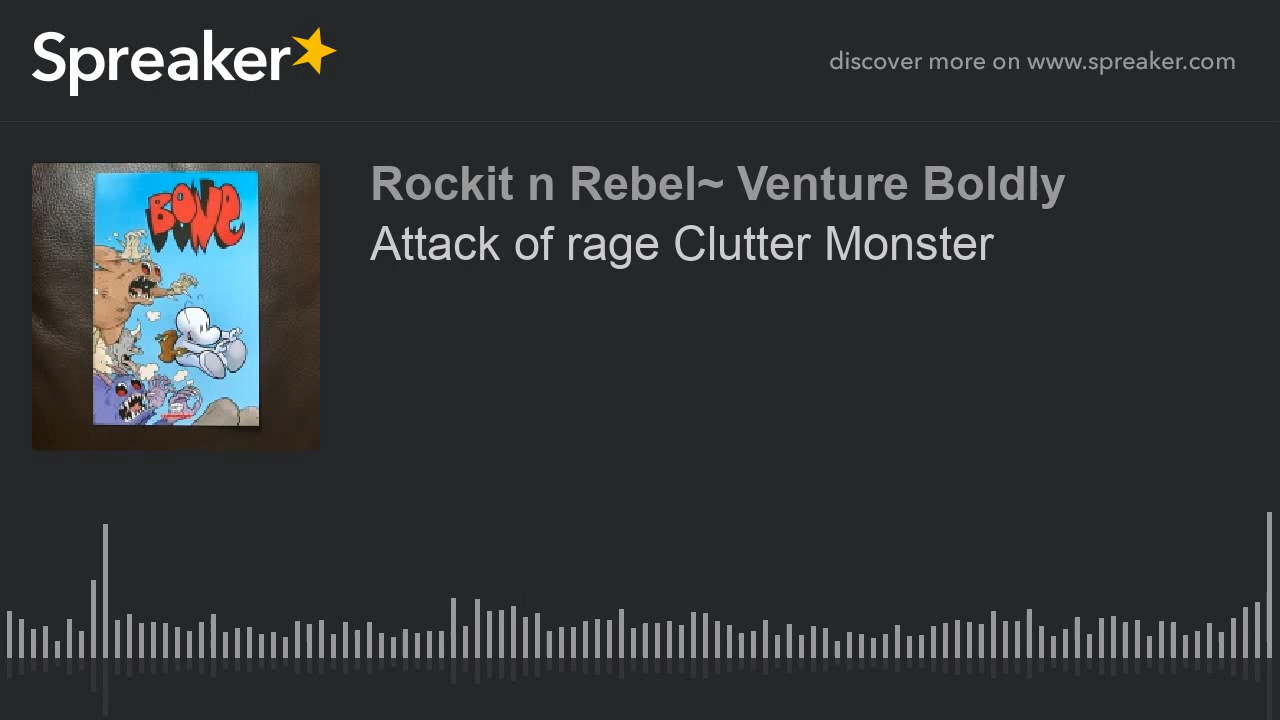 Spreaker
discover more on www.spreaker.com
Rockit n Rebel~ Venture Boldly
Attack of rage Clutter Monster
BONE